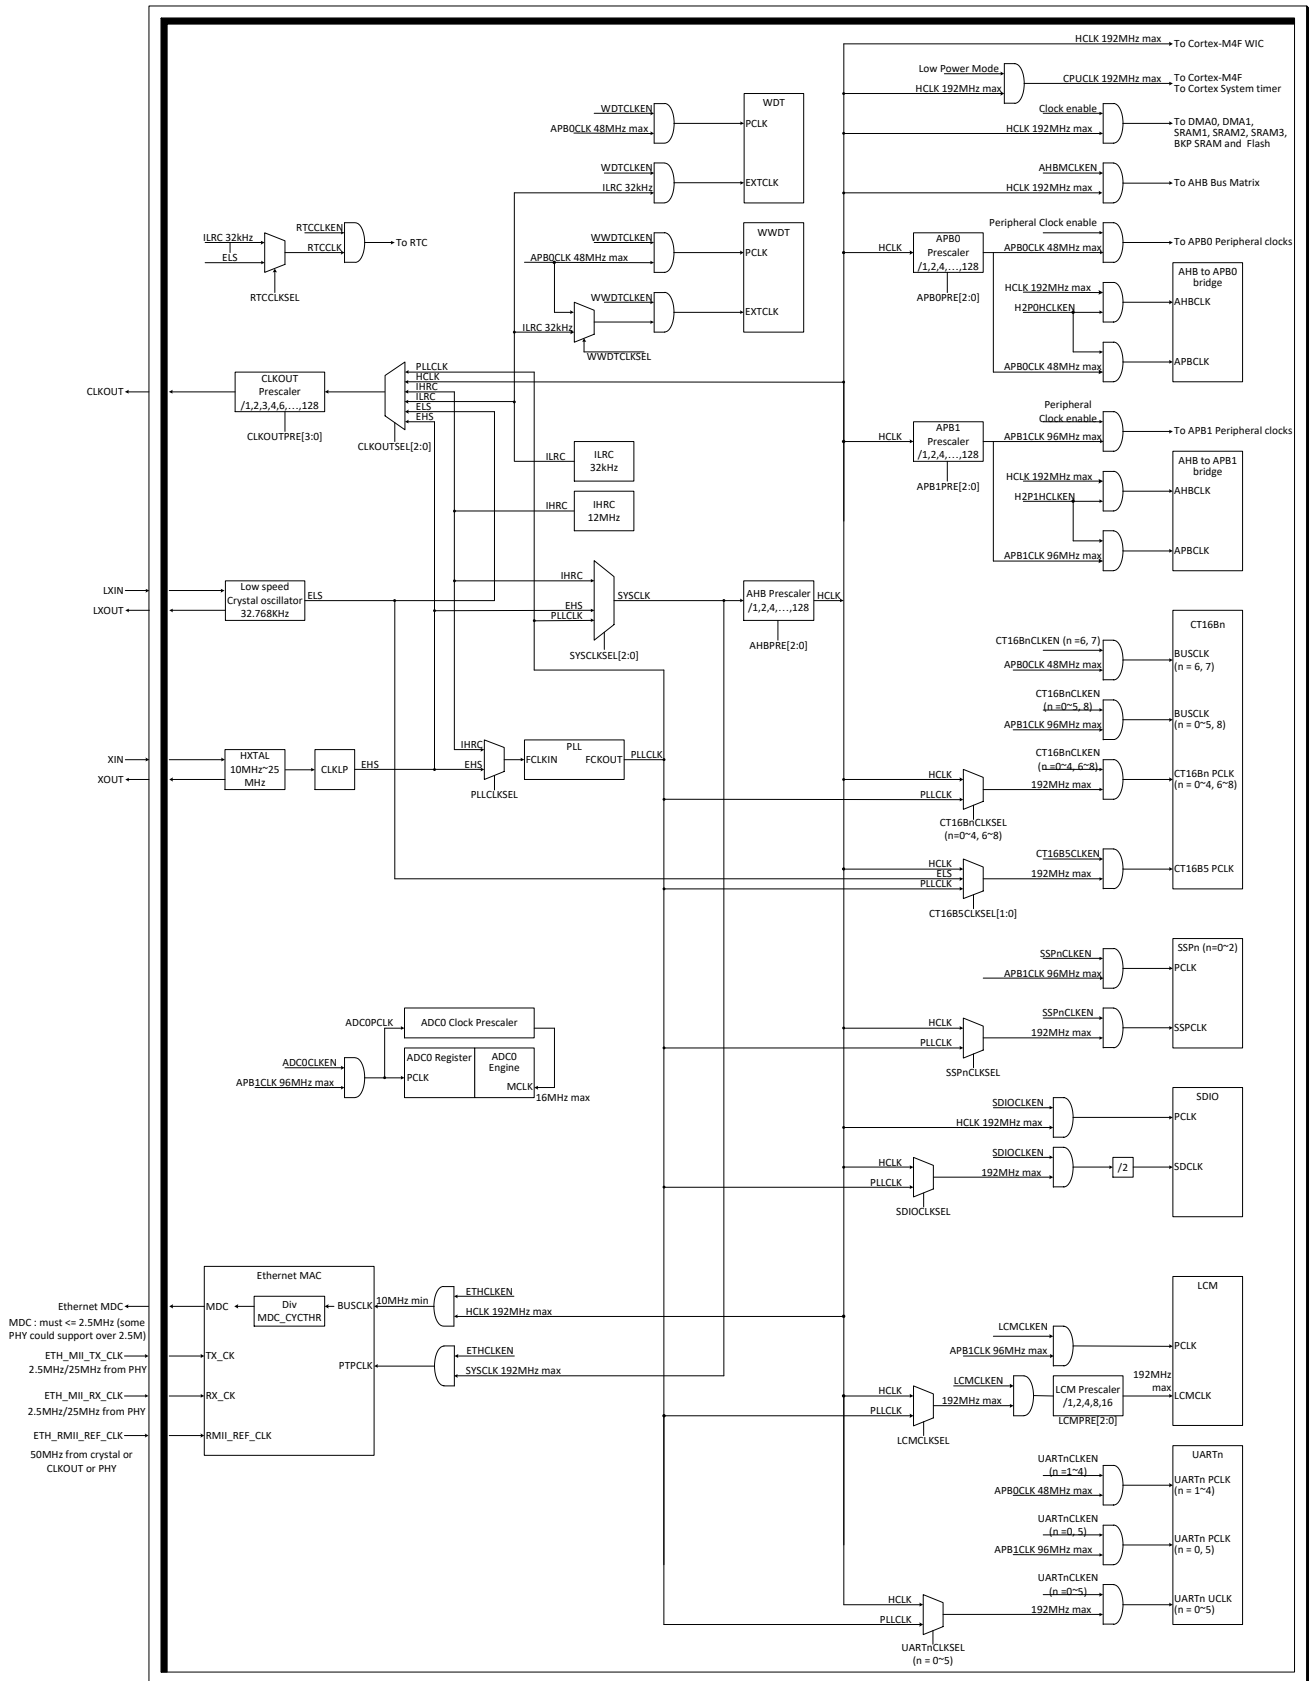 HCLK 192MHz max
To Cortex-M4F WIC
Low Power Mode
HCLK 192MHz max
CPUCLK 192MHz max
To Cortex-M4F
To Cortex System timer
Clock enable
HCLK 192MHz max
To DMA0, DMA1,
SRAM1, SRAM2, SRAM3,
BKP SRAM and Flash
AHBMCLKEN
HCLK 192MHz max
To AHB Bus Matrix
WDTCLKEN
APB0CLK 48MHz max
WDT
PCLK
WDTCLKEN
ILRC 32kHz
EXTCLK
ILRC 32kHz
ELS
RTCCLKEN
RTCCLK
To RTC
RTCCLKSEL
WWDTCLKEN
APB0CLK 48MHz max
WWDT
PCLK
WWDTCLKEN
ILRC 32kHz
EXTCLK
WWDTCLKSEL
HCLK
APB0
Prescaler
/1,2,4,…,128
APB0PRE[2:0]
Peripheral Clock enable
APB0CLK 48MHz max
To APB0 Peripheral clocks
HCLK 192MHz max
H2P0HCLKEN
APB0CLK 48MHz max
AHB to APB0
bridge
AHBCLK
APBCLK
CLKOUT
CLKOUT
Prescaler
/1,2,3,4,6,…,128
CLKOUTPRE[3:0]
PLLCLK
HCLK
IHRC
ILRC
ELS
EHS
CLKOUTSEL[2:0]
ILRC
ILRC
32kHz
IHRC
IHRC
12MHz
HCLK
APB1
Prescaler
/1,2,4,…,128
APB1PRE[2:0]
Peripheral
Clock enable
APB1CLK 96MHz max
To APB1 Peripheral clocks
HCLK 192MHz max
H2P1HCLKEN
APB1CLK 96MHz max
AHB to APB1
bridge
AHBCLK
APBCLK
LXIN
LXOUT
Low speed
Crystal oscillator
32.768KHz
ELS
IHRC
EHS
PLLCLK
SYSCLK
SYSCLKSEL[2:0]
AHB Prescaler
/1,2,4,…,128
HCLK
AHBPRE[2:0]
CT16Bn
CT16BnCLKEN (n =6, 7)
APB0CLK 48MHz max
BUSCLK
(n = 6, 7)
CT16BnCLKEN
(n =0~5, 8)
APB1CLK 96MHz max
BUSCLK
(n = 0~5, 8)
XIN
XOUT
HXTAL
10MHz~25
MHz
CLKLP
EHS
IHRC
EHS
PLLCLKSEL
PLL
FCLKIN
FCKOUT
PLLCLK
HCLK
PLLCLK
CT16BnCLKSEL
(n=0~4, 6~8)
CT16BnCLKEN
(n =0~4, 6~8)
192MHz max
CT16Bn PCLK
(n = 0~4, 6~8)
HCLK
ELS
PLLCLK
CT16B5CLKSEL[1:0]
CT16B5CLKEN
192MHz max
CT16B5 PCLK
SSPn (n=0~2)
SSPnCLKEN
APB1CLK 96MHz max
PCLK
HCLK
PLLCLK
SSPnCLKSEL
SSPnCLKEN
192MHz max
SSPCLK
ADC0PCLK
ADC0 Clock Prescaler
ADC0CLKEN
APB1CLK 96MHz max
ADC0 Register
PCLK
ADC0
Engine
MCLK
16MHz max
SDIO
SDIOCLKEN
HCLK 192MHz max
PCLK
HCLK
PLLCLK
SDIOCLKSEL
SDIOCLKEN
192MHz max
/2
SDCLK
Ethernet MAC
Ethernet MDC
MDC : must <= 2.5MHz (some
PHY could support over 2.5M)
MDC
Div
MDC_CYCTHR
BUSCLK
10MHz min
ETHCLKEN
HCLK 192MHz max
ETH_MII_TX_CLK
2.5MHz/25MHz from PHY
TX_CK
PTPCLK
ETHCLKEN
SYSCLK 192MHz max
ETH_MII_RX_CLK
2.5MHz/25MHz from PHY
RX_CK
ETH_RMII_REF_CLK
50MHz from crystal or
CLKOUT or PHY
RMII_REF_CLK
LCM
LCMCLKEN
APB1CLK 96MHz max
PCLK
HCLK
PLLCLK
LCMCLKSEL
LCMCLKEN
192MHz max
LCM Prescaler
/1,2,4,8,16
LCMPRE[2:0]
192MHz
max
LCMCLK
UARTn
UARTnCLKEN
(n =1~4)
APB0CLK 48MHz max
UARTn PCLK
(n = 1~4)
UARTnCLKEN
(n =0, 5)
APB1CLK 96MHz max
UARTn PCLK
(n = 0, 5)
HCLK
PLLCLK
UARTnCLKSEL
(n = 0~5)
UARTnCLKEN
(n =0~5)
192MHz max
UARTn UCLK
(n = 0~5)